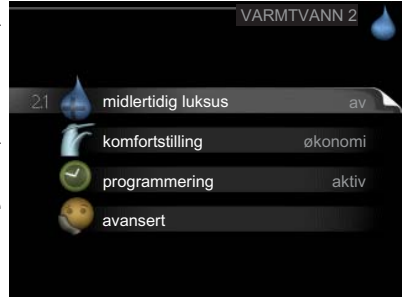 VARMTVANN 2
2.1 midlertidig luksus av
komfortstilling økonomi
programmering aktiv
avansert